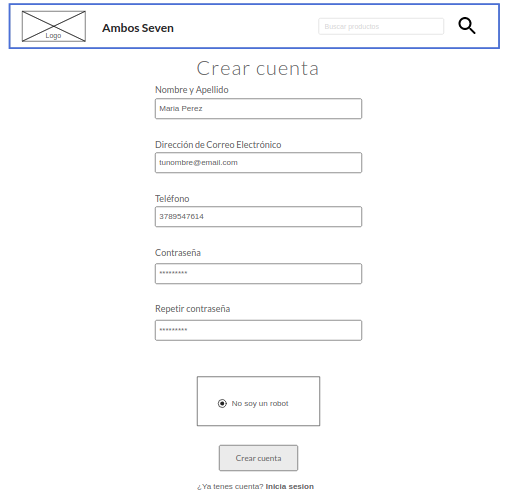 Logo
Ambos Seven
Buscar productos
Crear cuenta
Nombre y Apellido
Maria Perez
Dirección de Correo Electrónico
tunombre@email.com
Teléfono
3789547614
Contraseña
*********
Repetir contraseña
*********
No soy un robot
Crear cuenta
¿Ya tenes cuenta? Inicia sesion